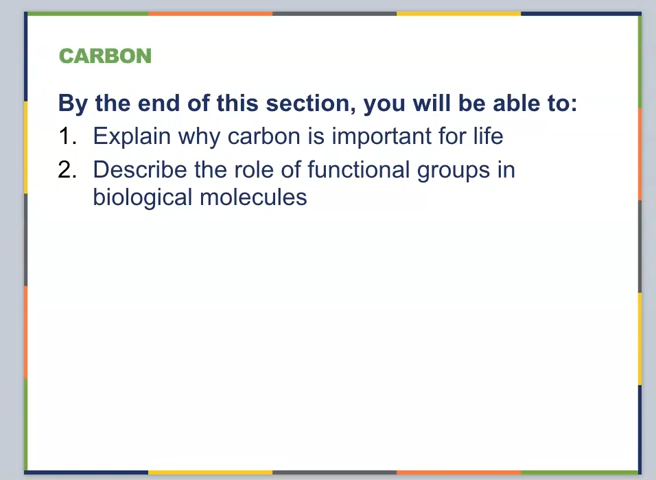 CARBON
By the end of this section, you will be able to:
1. Explain why carbon is important for life
2. Describe the role of functional groups in
biological molecules